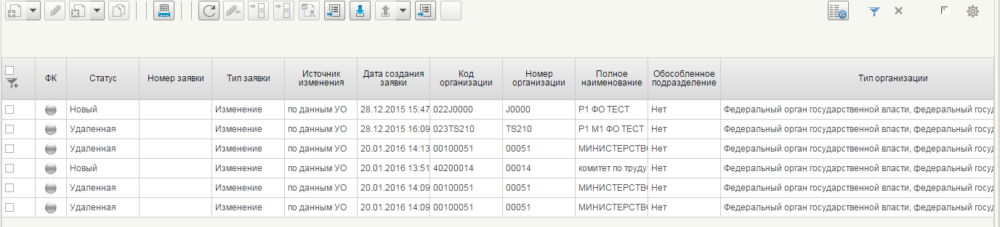 ФК Статус Номер заявки Тип заявки Источник изменения Дата создания заявки Код организации Номер организации Полное наименование Обособленное подразделение Тип организации
Новый Изменение по данным УО 28.12.2015 15:47 022J0000 J0000 Р1 ФО ТЕСТ Нет Федеральный орган государственной власти, федеральный госуд
Удаленная Изменение по данным УО 28.12.2015 16:09 023TS210 TS210 Р1 М1 ФО ТЕСТ Нет Федеральный орган государственной власти, федеральный госуд
Удаленная Изменение по данным УО 20.01.2016 14:13 00100051 00051 МИНИСТЕРСТВО Нет Федеральный орган государственной власти, федеральный госуд
Новый Изменение по данным УО 20.01.2016 13:51 40200014 00014 комитет по труду Нет Федеральный орган государственной власти, федеральный госуд
Удаленная Изменение по данным УО 20.01.2016 14:09 00100051 00051 МИНИСТЕРСТВО Нет Федеральный орган государственной власти, федеральный госуд
Удаленная Изменение по данным УО 20.01.2016 14:09 00100051 00051 МИНИСТЕРСТВО Нет Федеральный орган государственной власти, федеральный госуд